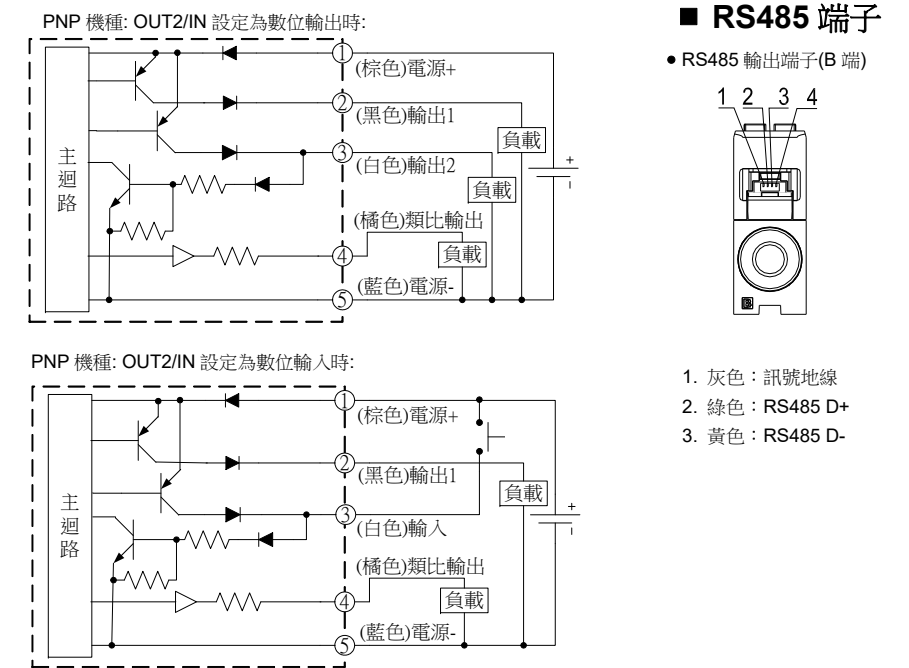 PNP 機種: OUT2/IN 設定為數位輸出時:
主迴路
①
(棕色)電源+
②
(黑色)輸出1
③
(白色)輸出2
(橘色)類比輸出
④
(藍色)電源-
⑤
負載
負載
負載
+
-
PNP 機種: OUT2/IN 設定為數位輸入時:
主迴路
①
(棕色)電源+
②
(黑色)輸出1
③
(白色)輸入
(橘色)類比輸出
④
(藍色)電源-
⑤
負載
負載
+
-
■ RS485 端子
● RS485 輸出端子(B 端)
1 2 3 4
B
1. 灰色：訊號地線
2. 綠色：RS485 D+
3. 黃色：RS485 D-